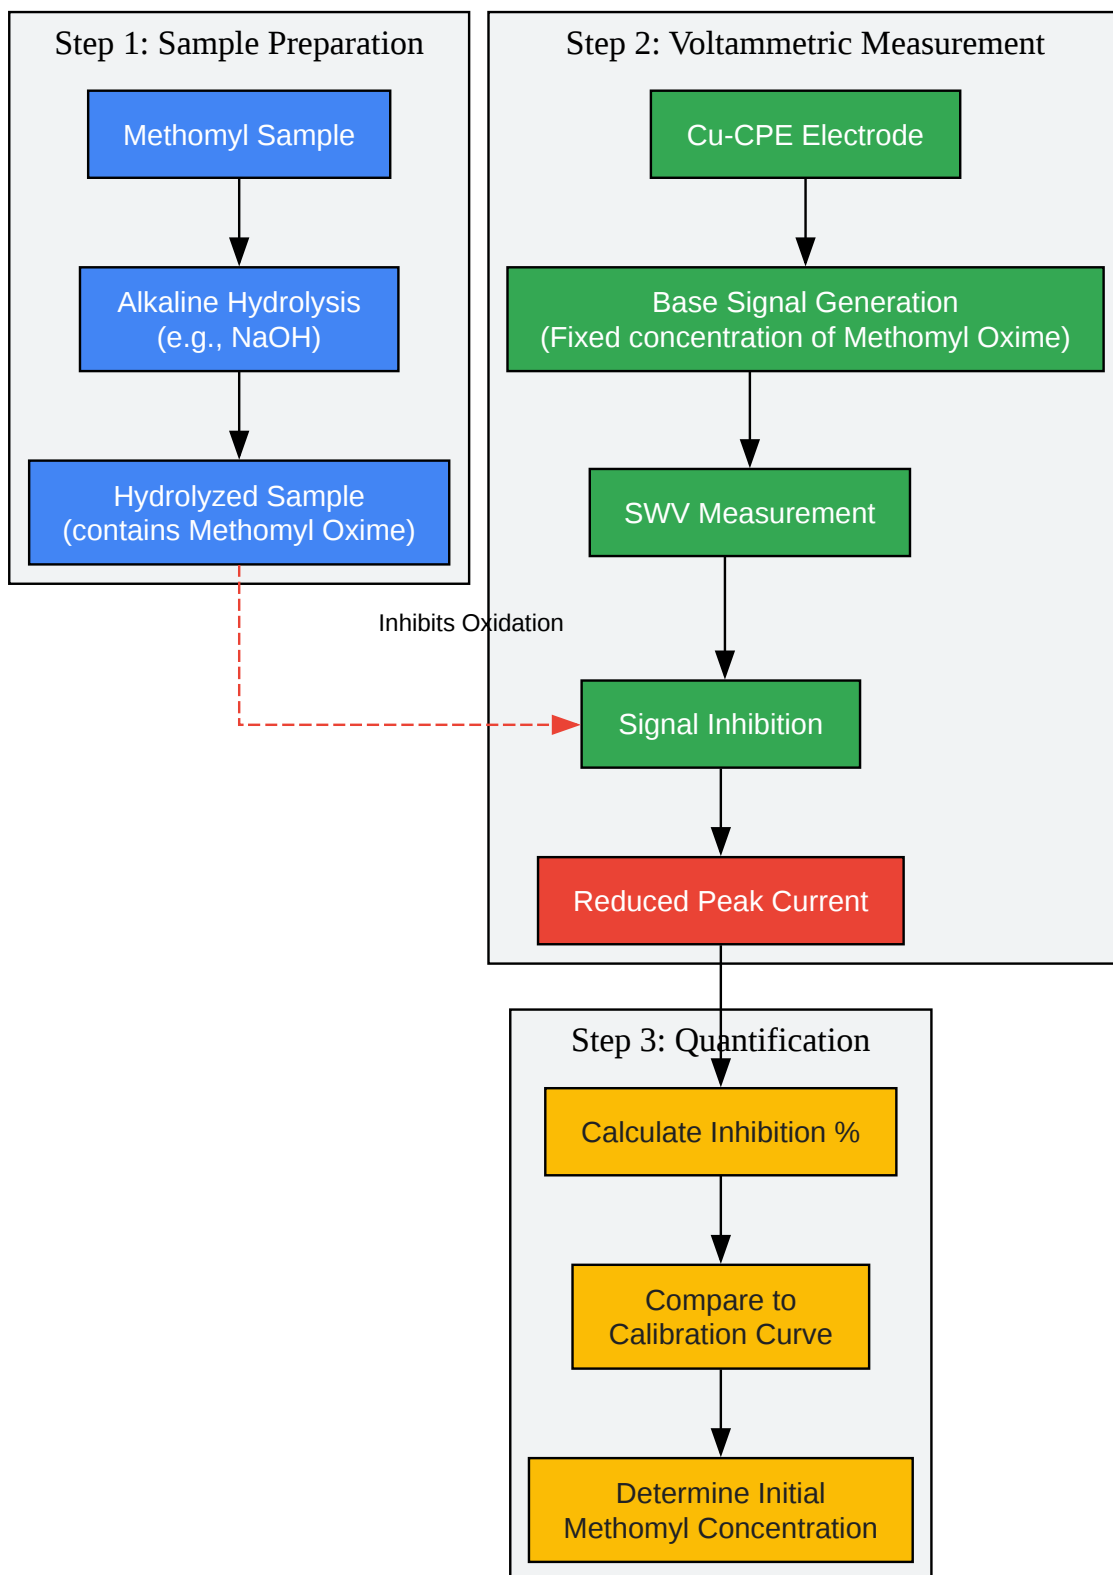 Step 1: Sample Preparation
Methomyl Sample
Alkaline Hydrolysis
(e.g., NaOH)
Hydrolyzed Sample
(contains Methomyl Oxime)
Inhibits Oxidation
Step 2: Voltammetric Measurement
Cu-CPE Electrode
Base Signal Generation
(Fixed concentration of Methomyl Oxime)
SWV Measurement
Signal Inhibition
Reduced Peak Current
Step 3: Quantification
Calculate Inhibition %
Compare to
Calibration Curve
Determine Initial
Methomyl Concentration